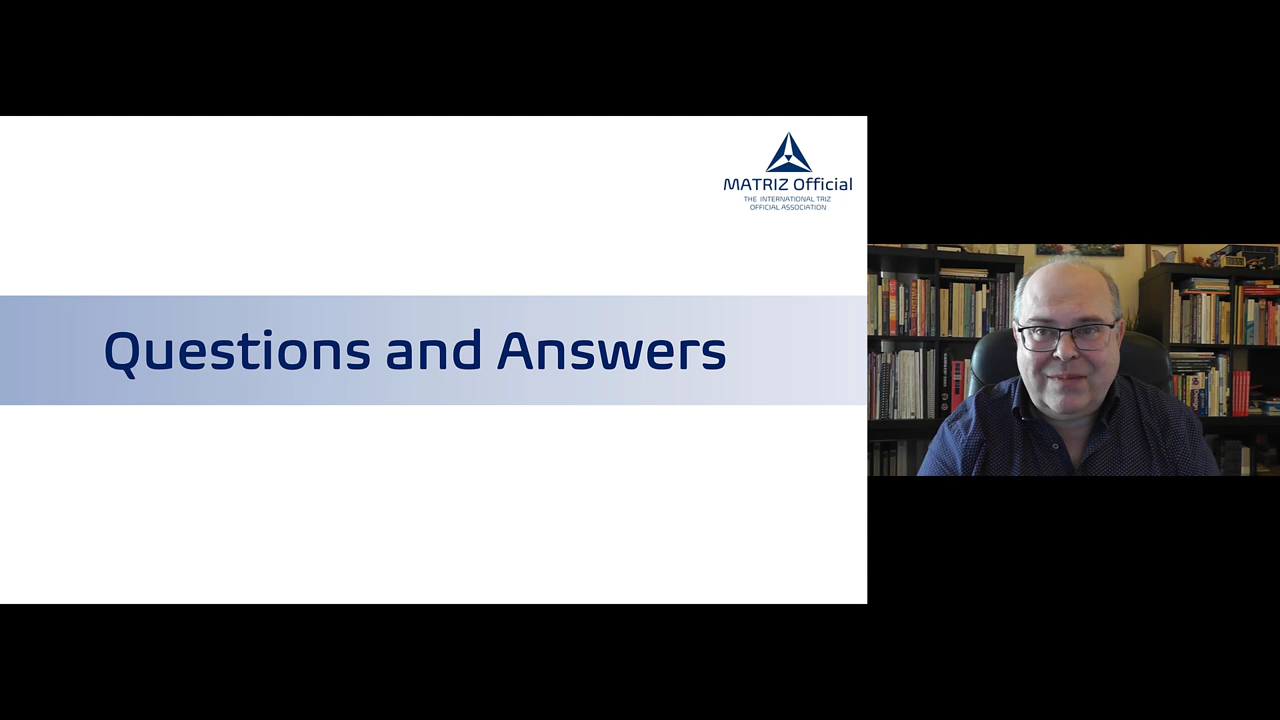 MATRIZ Official
THE INTERNATIONAL TRIZ
OFFICIAL ASSOCIATION
Questions and Answers